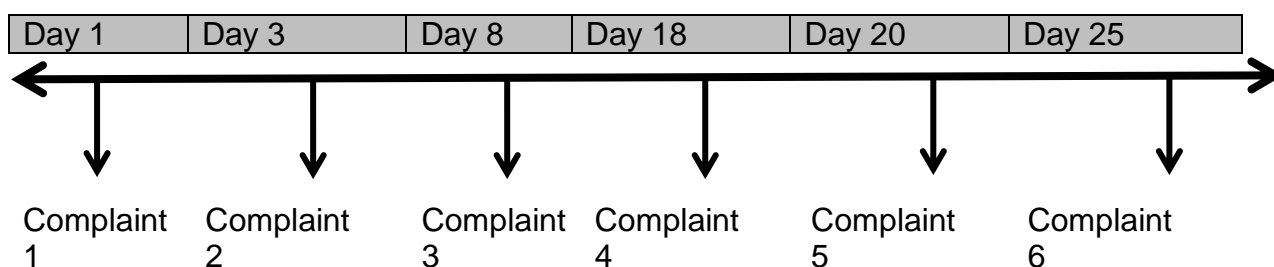 Day 1 Day 3 Day 8 Day 18 Day 20 Day 25
Complaint 1
Complaint 2
Complaint 3
Complaint 4
Complaint 5
Complaint 6